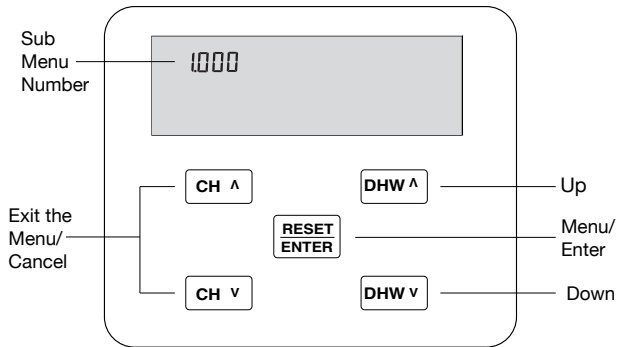 Sub
Menu
Number
1.000
CH ∧
DHW ∧
Up
Exit the
Menu/
Cancel
RESET
ENTER
Menu/
Enter
CH ∨
DHW ∨
Down